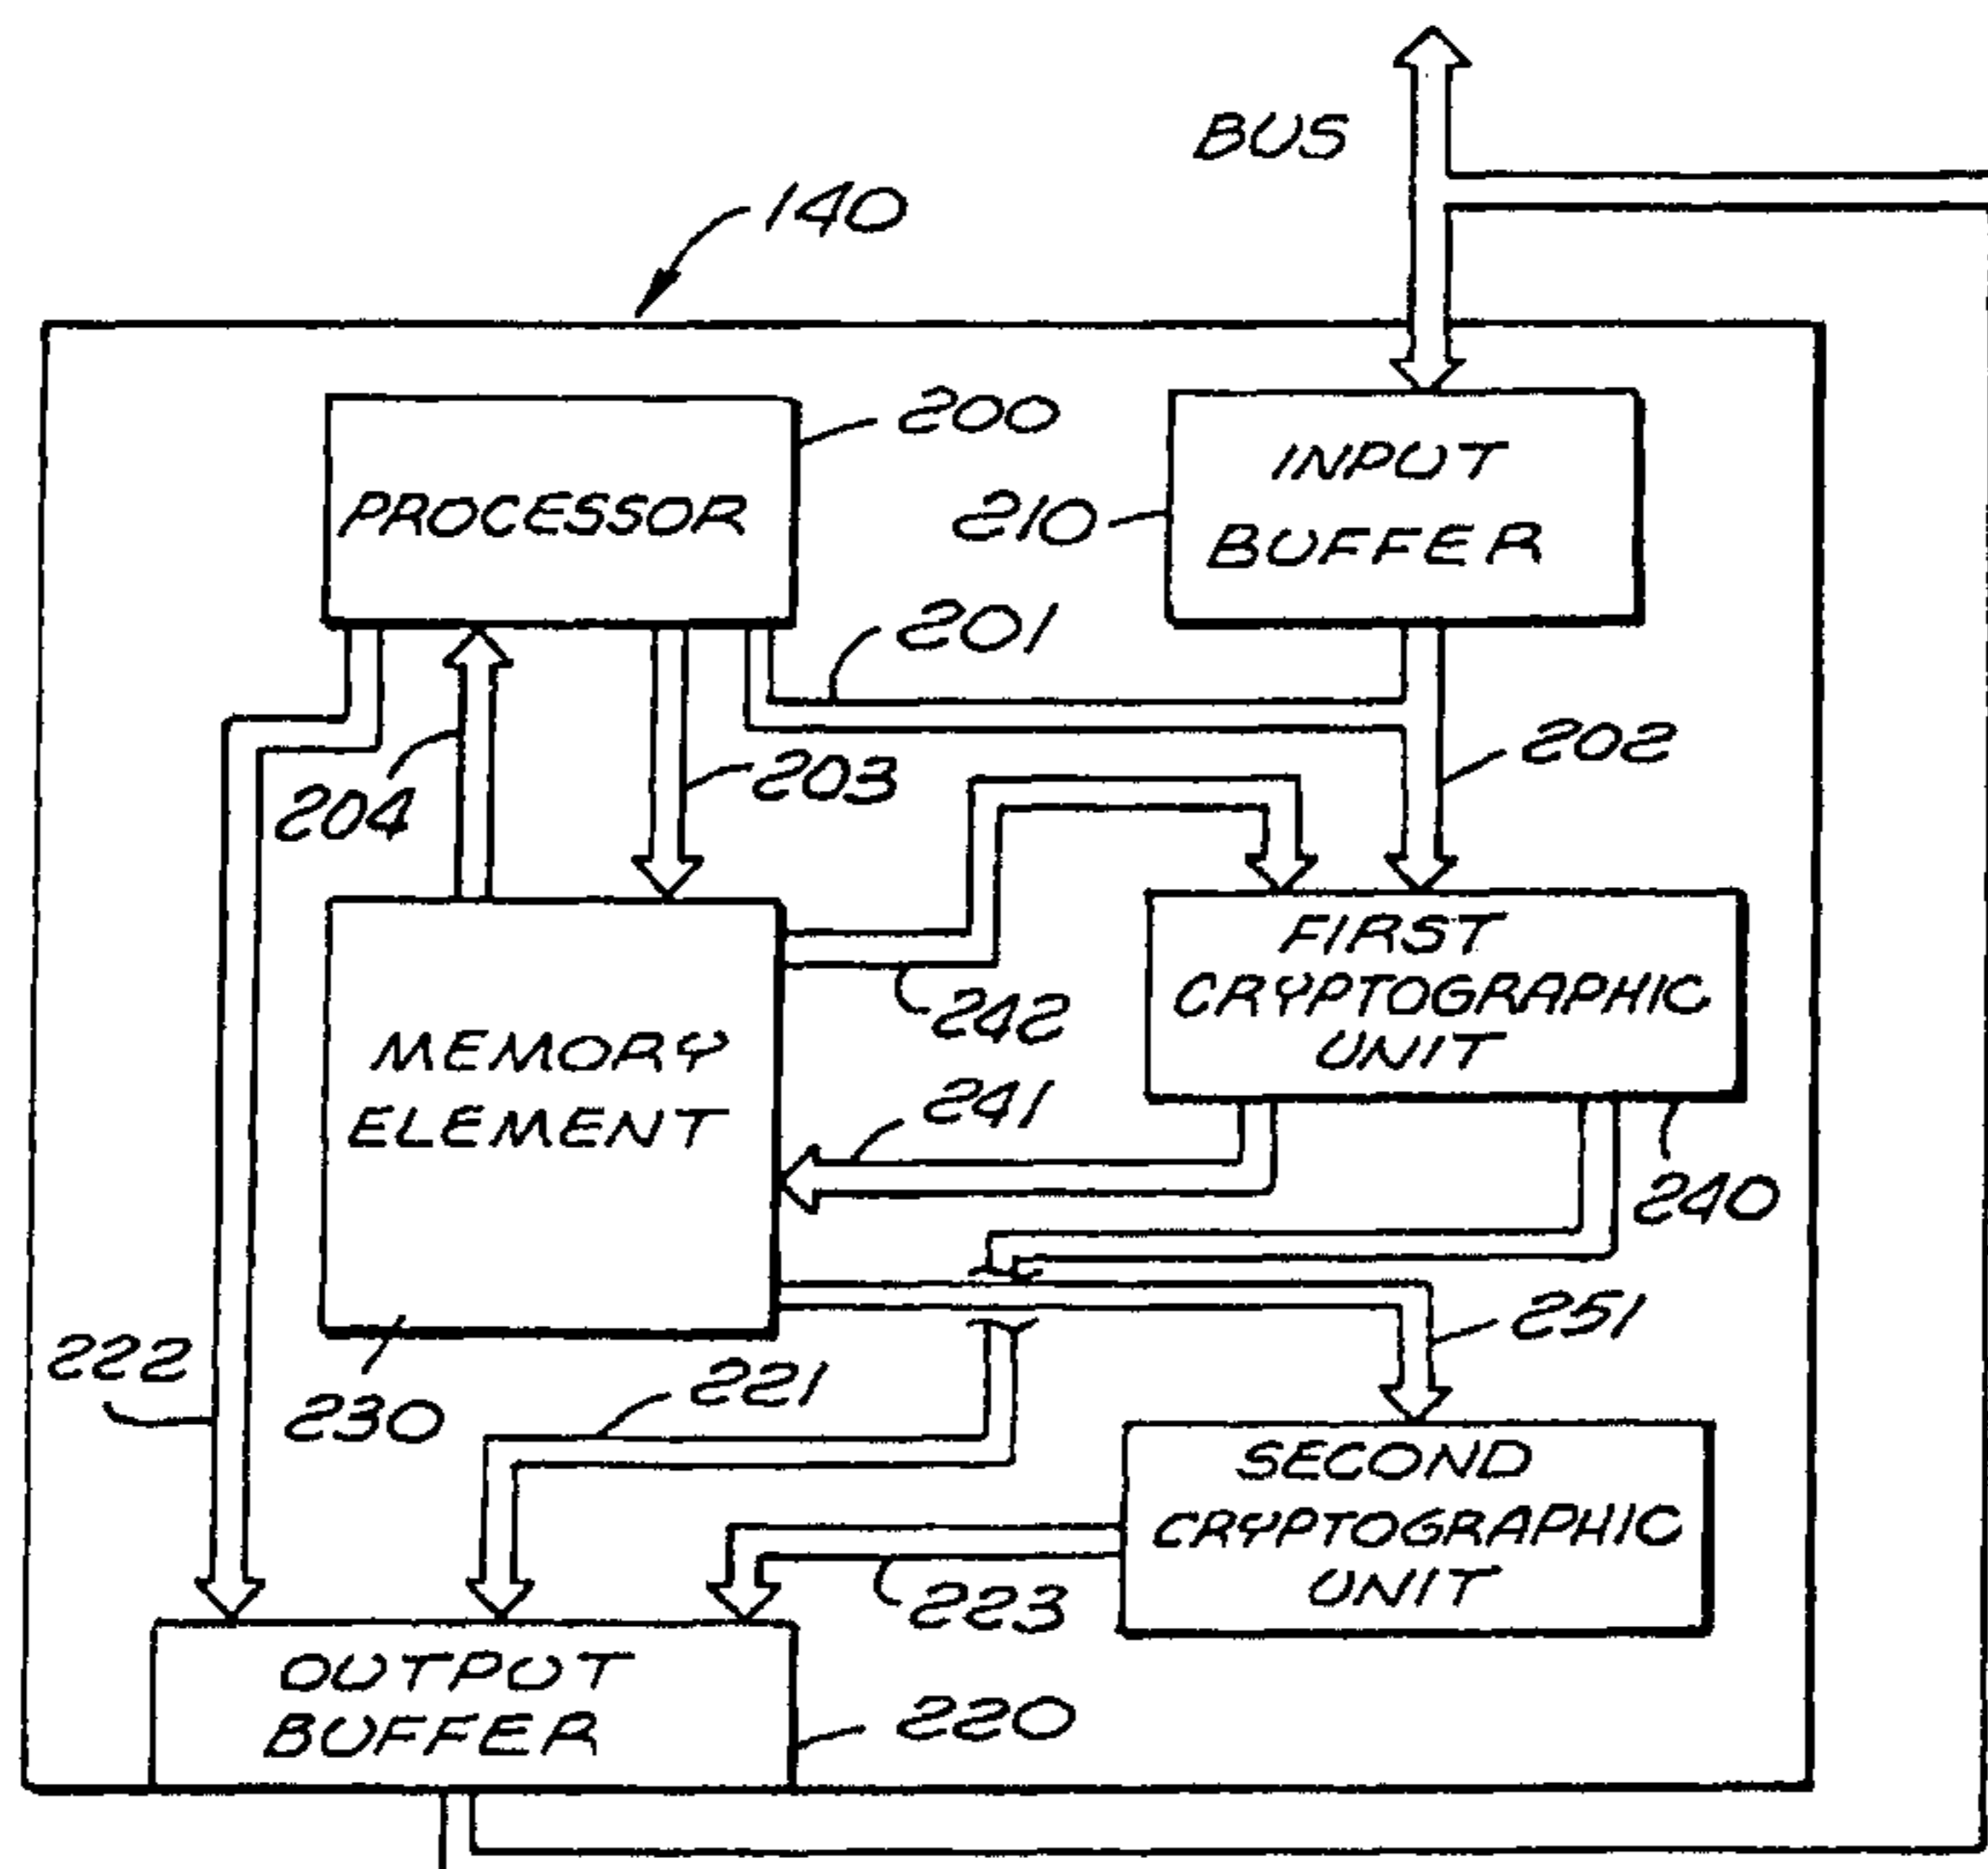 BUS
140
200
PROCESSOR
INPUT
BUFFER
210
201
202
203
204
FIRST
CRYPTOGRAPHIC
UNIT
242
MEMORY
ELEMENT
241
240
251
222
230
221
SECOND
CRYPTOGRAPHIC
UNIT
223
OUTPUT
BUFFER
220